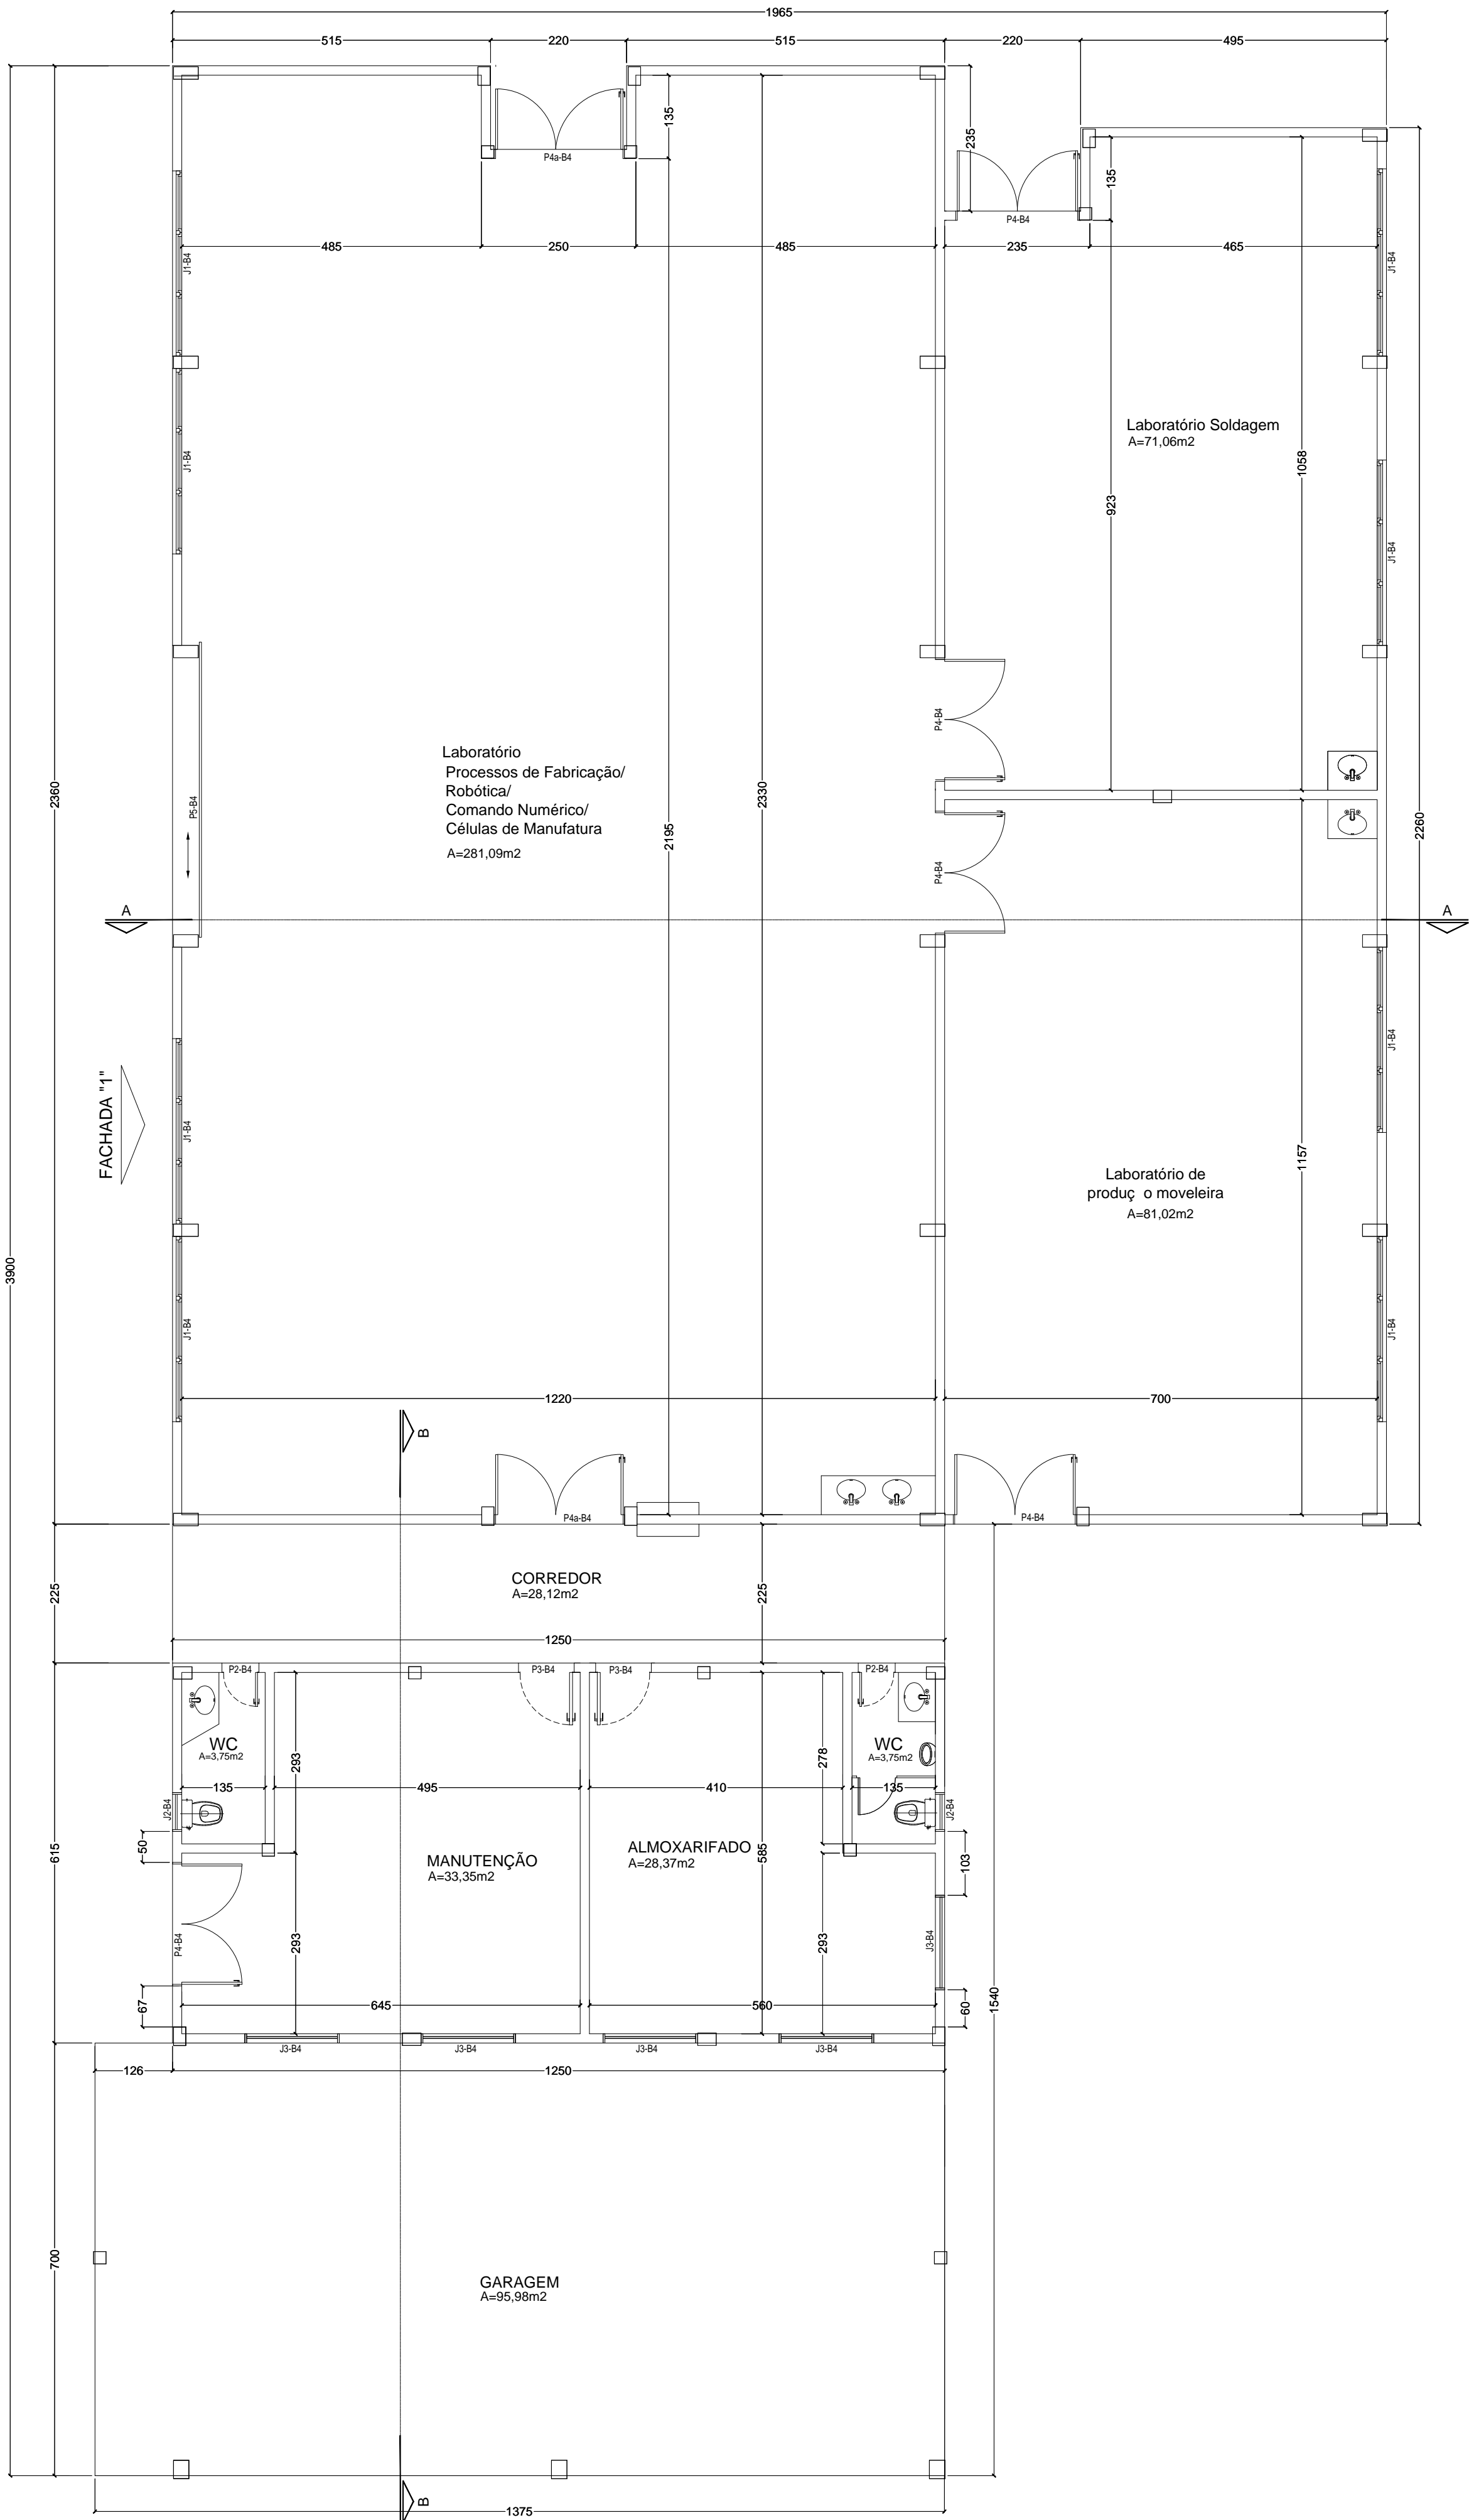 1965
515
220
515
220
495
135
235
135
P4a-B4
P4-B4
485
250
485
235
465
J1-B4
J1-B4
J1-B4
Laboratório Soldagem
A=71,06m2
1058
923
J1-B4
P4-B4
Laboratório
Processos de Fabricação/
Robótica/
Comando Numérico/
Células de Manufatura
A=281,09m2
2360
P5-B4
2330
2195
2260
P4-B4
A
A
FACHADA "1"
J1-B4
J1-B4
1157
Laboratório de
produç o moveleira
A=81,02m2
3900
J1-B4
J1-B4
1220
700
B
P4a-B4
P4-B4
CORREDOR
A=28,12m2
225
225
1250
P2-B4
P3-B4
P3-B4
P2-B4
WC
A=3,75m2
WC
A=3,75m2
293
278
135
495
410
135
J2-B4
J2-B4
50
615
MANUTENÇÃO
A=33,35m2
ALMOXARIFADO
A=28,37m2
585
103
P4-B4
293
293
J3-B4
67
645
560
60
1540
J3-B4
J3-B4
J3-B4
J3-B4
126
1250
700
GARAGEM
A=95,98m2
B
1375